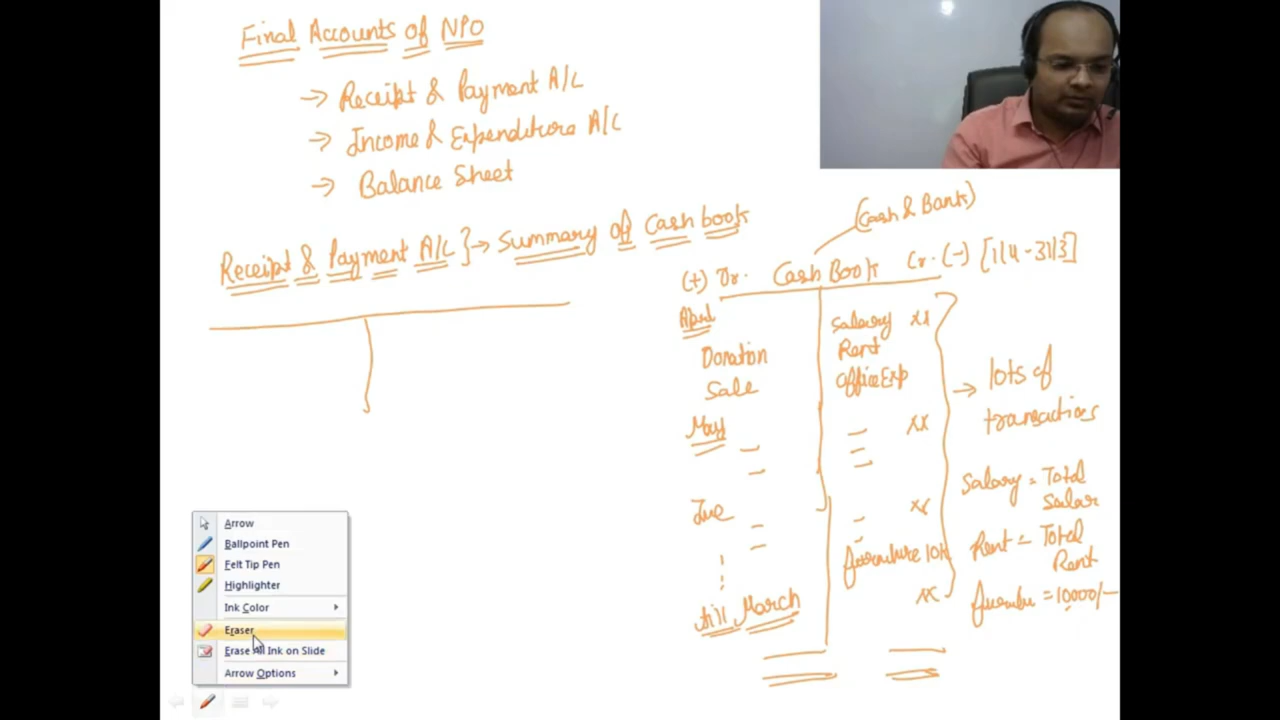 Final Accounts of NPO
→ Receipt & Payment A/C
→ Income & Expenditure A/C
→ Balance Sheet
Receipt & Payment A/C }→ Summary of Cash book
(Cash & Bank)
(+) Dr. Cash Book Cr. (-) [1/4 - 31/3]
April
Donation
Sale
May
Jue
till March
Salary xx
Rent
Office Exp
xx
xx
furniture 10k
xx
→ lots of
transactions
Salary = Total
Salar
Rent = Total
Rent
= 10000/-
Arrow
Ballpoint Pen
Felt Tip Pen
Highlighter
Ink Color
Eraser
Erase All Ink on Slide
Arrow Options